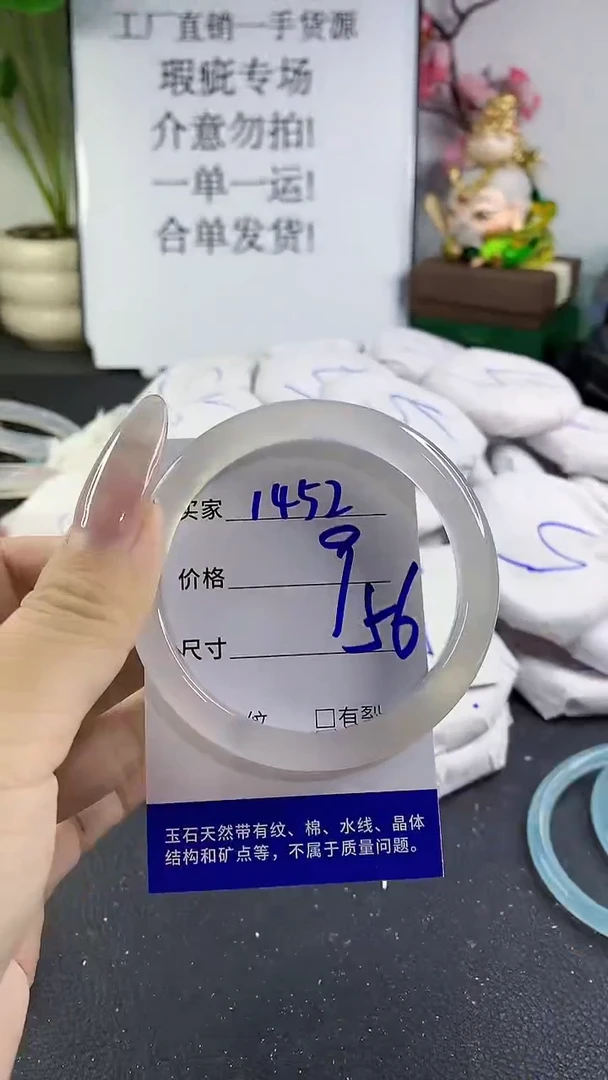 工厂直销一手货源
瑕疵专场
介意勿拍!
一单一运!
合单发货!
买家 1452
价格 9
尺寸 56
纹 □有裂
玉石天然带有纹、棉、水线、晶体
结构和矿点等，不属于质量问题。